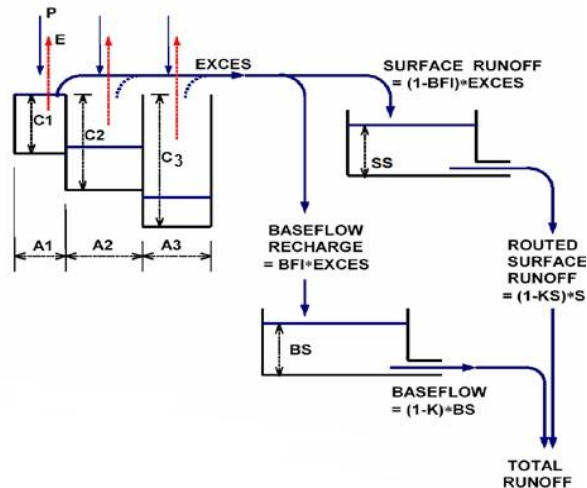 P
E
EXCES
SURFACE RUNOFF
= (1-BFI)*EXCES
C1
C2
C3
SS
A1
A2
A3
BASEFLOW
RECHARGE
= BFI*EXCES
ROUTED
SURFACE
RUNOFF
= (1-KS)*S
BS
BASEFLOW
= (1-K)*BS
TOTAL
RUNOFF